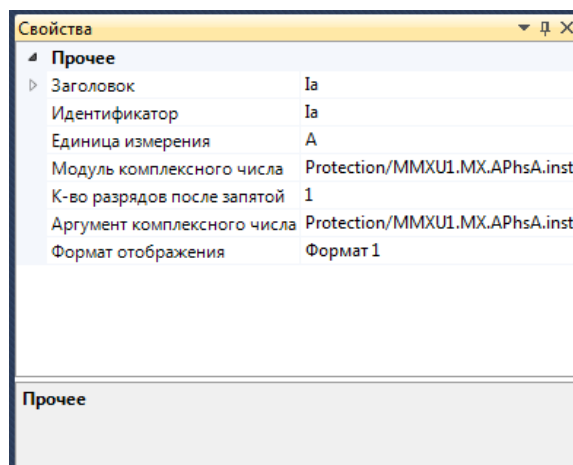 Свойства
Прочее
Заголовок Ia
Идентификатор Ia
Единица измерения А
Модуль комплексного числа Protection/MMXU1.MX.APhsA.inst
К-во разрядов после запятой 1
Аргумент комплексного числа Protection/MMXU1.MX.APhsA.inst
Формат отображения Формат 1
Прочее